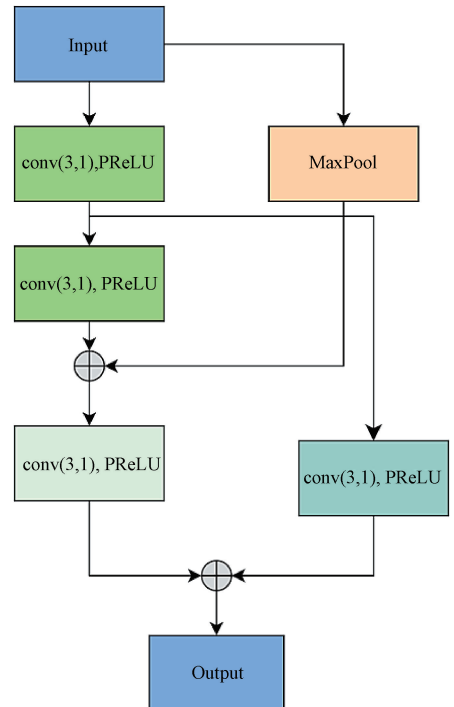 Input
conv(3,1),PReLU
MaxPool
conv(3,1), PReLU
conv(3,1), PReLU
conv(3,1), PReLU
Output